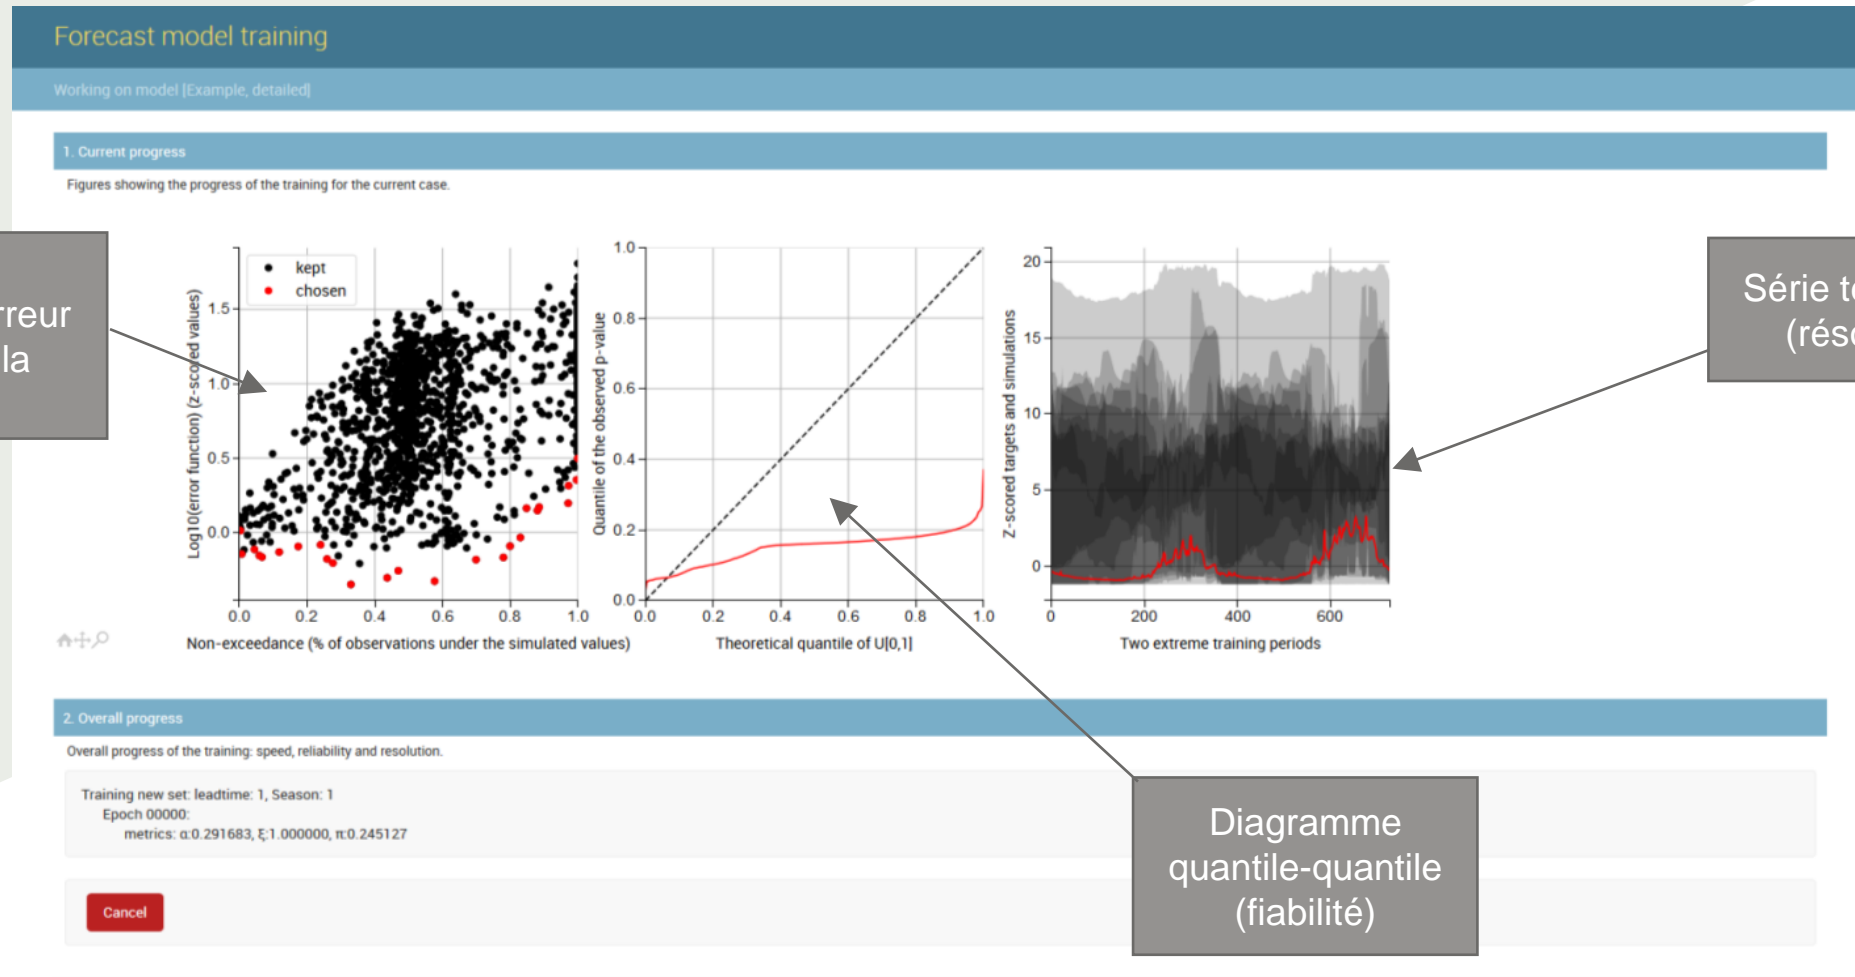 Forecast model training
Working on model [Example, detailed]
1. Current progress
Figures showing the progress of the training for the current case.
rreur
la
kept
chosen
Log10(error function) (z-scored values)
1.5
1.0
0.5
0.0
0.0 0.2 0.4 0.6 0.8 1.0
Non-exceedance (% of observations under the simulated values)
Quantile of the observed p-value
1.0
0.8
0.6
0.4
0.2
0.0
0.0 0.2 0.4 0.6 0.8 1.0
Theoretical quantile of U[0,1]
Z-scored targets and simulations
20
15
10
5
0
0 200 400 600
Two extreme training periods
Série te
(réso
2. Overall progress
Overall progress of the training: speed, reliability and resolution.
Training new set: leadtime: 1, Season: 1
Epoch 00000:
metrics: α:0.291683, ξ:1.000000, π:0.245127
Diagramme
quantile-quantile
(fiabilité)
Cancel